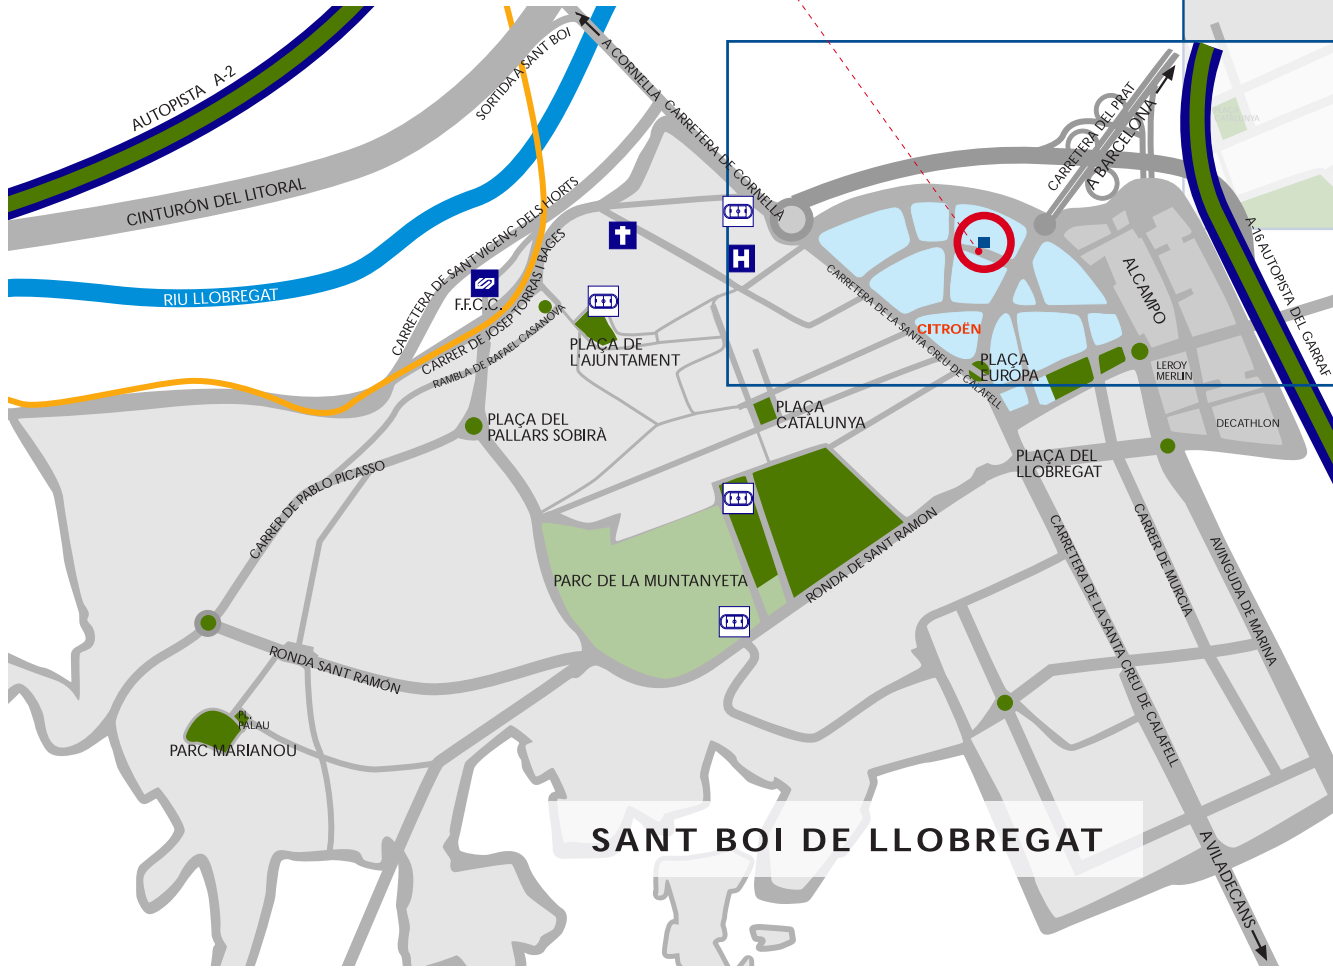 AUTOPISTA A-2
SORTIDA A SANT BOI
A CORNELLA
CARRETERA DE CORNELLÀ
CARRETERA DEL PRAT
A BARCELONA
PLAÇA
CATALUNYA
CINTURÓN DEL LITORAL
CARRETERA DE SANT VICENÇ DELS HORTS
H
A-16 AUTOPISTA DEL GARRAF
RIU LLOBREGAT
F.F.C.C.
CARRER DE JOSEP TORRAS I BAGES
RAMBLA DE RAFAEL CASANOVA
CARRETERA DE LA SANTA CREU DE CALAFELL
ALCAMPO
CITROËN
PLAÇA DE
L'AJUNTAMENT
PLAÇA
EUROPA
LEROY
MERLIN
PLAÇA DEL
PALLARS SOBIRÀ
PLAÇA
CATALUNYA
DECATHLON
PLAÇA DEL
LLOBREGAT
CARRER DE PABLO PICASSO
PARC DE LA MUNTANYETA
RONDA DE SANT RAMON
CARRETERA DE LA SANTA CREU DE CALAFELL
CARRER DE MURCIA
AVINGUDA DE MARINA
RONDA SANT RAMÓN
PL.
PALAU
PARC MARIANOU
SANT BOI DE LLOBREGAT
A VILADECANS